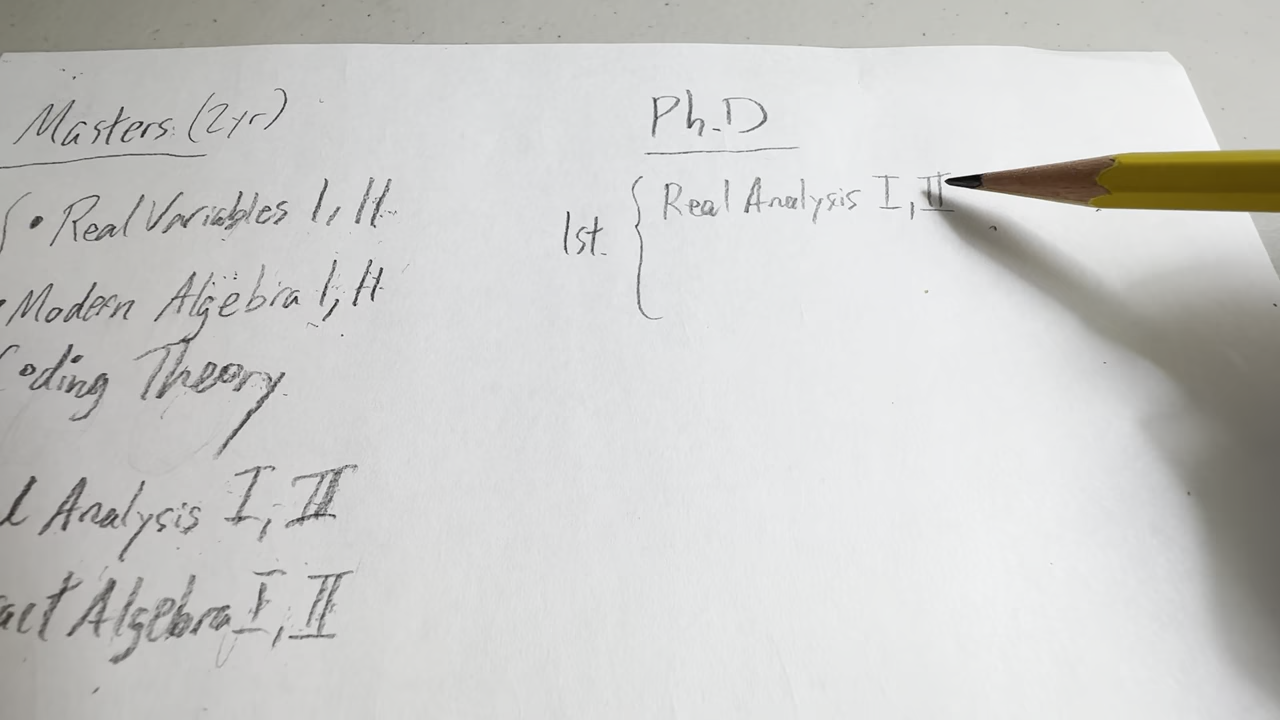 Masters (2yr)
• Real Variables I, II
• Modern Algebra I, II
Coding Theory
l Analysis I, II
act Algebra I, II
Ph.D
1st. { Real Analysis I, II